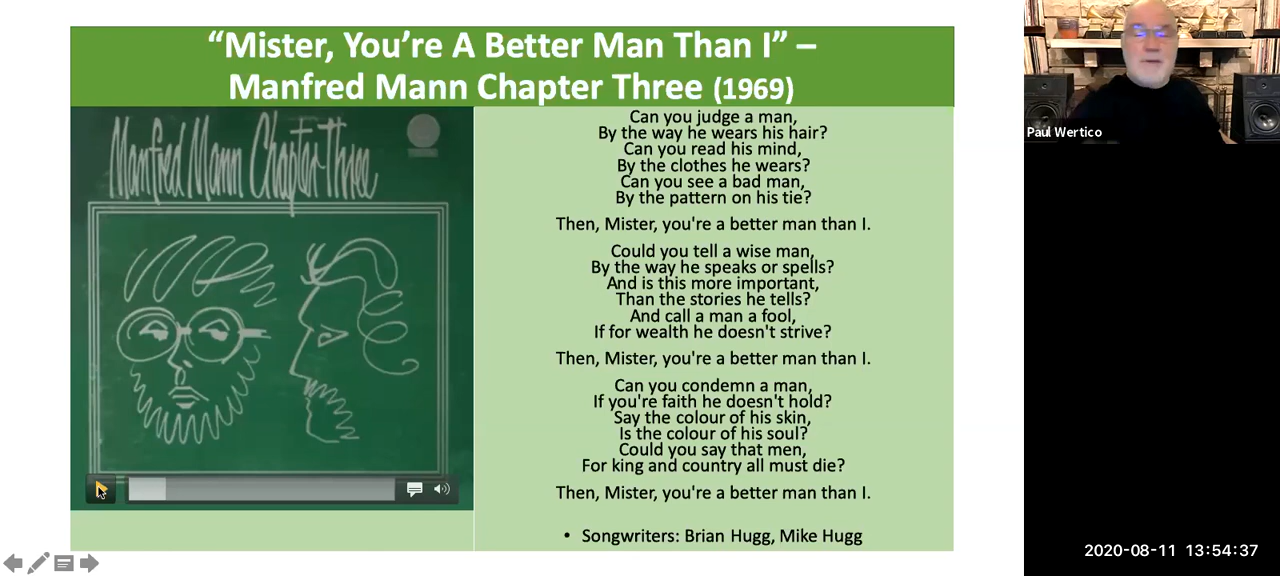 “Mister, You’re A Better Man Than I” –
Manfred Mann Chapter Three (1969)
Manfred Mann Chapter Three
Can you judge a man,
By the way he wears his hair?
Can you read his mind,
By the clothes he wears?
Can you see a bad man,
By the pattern on his tie?
Then, Mister, you're a better man than I.
Could you tell a wise man,
By the way he speaks or spells?
And is this more important,
Than the stories he tells?
And call a man a fool,
If for wealth he doesn't strive?
Then, Mister, you're a better man than I.
Can you condemn a man,
If you're faith he doesn't hold?
Say the colour of his skin,
Is the colour of his soul?
Could you say that men,
For king and country all must die?
Then, Mister, you're a better man than I.
• Songwriters: Brian Hugg, Mike Hugg
Paul Wertico
2020-08-11 13:54:37